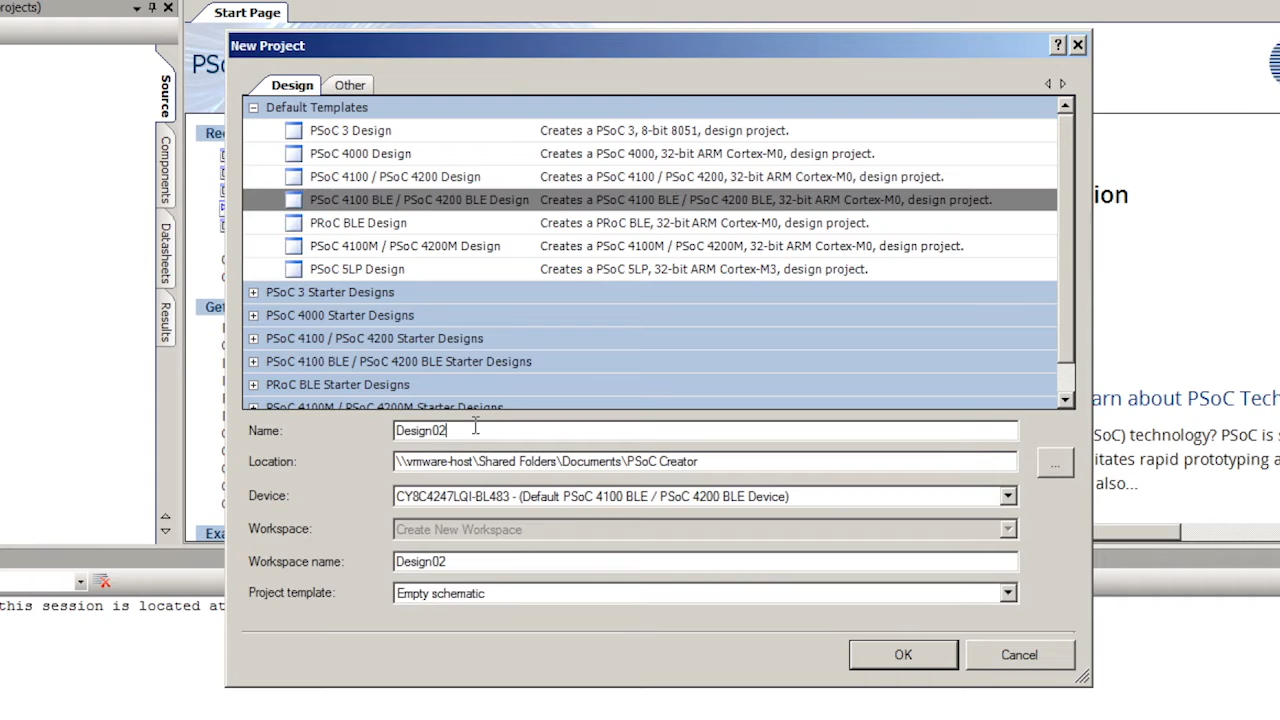 rojects)
Start Page
New Project
PSo
Design
Other
Source
Components
Datasheets
Results
Default Templates
PSoC 3 Design Creates a PSoC 3, 8-bit 8051, design project.
PSoC 4000 Design Creates a PSoC 4000, 32-bit ARM Cortex-M0, design project.
PSoC 4100 / PSoC 4200 Design Creates a PSoC 4100 / PSoC 4200, 32-bit ARM Cortex-M0, design project.
PSoC 4100 BLE / PSoC 4200 BLE Design Creates a PSoC 4100 BLE / PSoC 4200 BLE, 32-bit ARM Cortex-M0, design project.
PRoC BLE Design Creates a PRoC BLE, 32-bit ARM Cortex-M0, design project.
PSoC 4100M / PSoC 4200M Design Creates a PSoC 4100M / PSoC 4200M, 32-bit ARM Cortex-M0, design project.
PSoC 5LP Design Creates a PSoC 5LP, 32-bit ARM Cortex-M3, design project.
PSoC 3 Starter Designs
PSoC 4000 Starter Designs
PSoC 4100 / PSoC 4200 Starter Designs
PSoC 4100 BLE / PSoC 4200 BLE Starter Designs
PRoC BLE Starter Designs
PSoC 4100M / PSoC 4200M Starter Designs
Name: Design02
Location: \\vmware-host\Shared Folders\Documents\PSoC Creator ...
Device: CY8C4247LQI-BL483 - (Default PSoC 4100 BLE / PSoC 4200 BLE Device)
Workspace: Create New Workspace
Workspace name: Design02
Project template: Empty schematic
OK
Cancel
Rec
Get
Exa
ion
arn about PSoC Tech
SoC) technology? PSoC is s
itates rapid prototyping a
also...
this session is located at